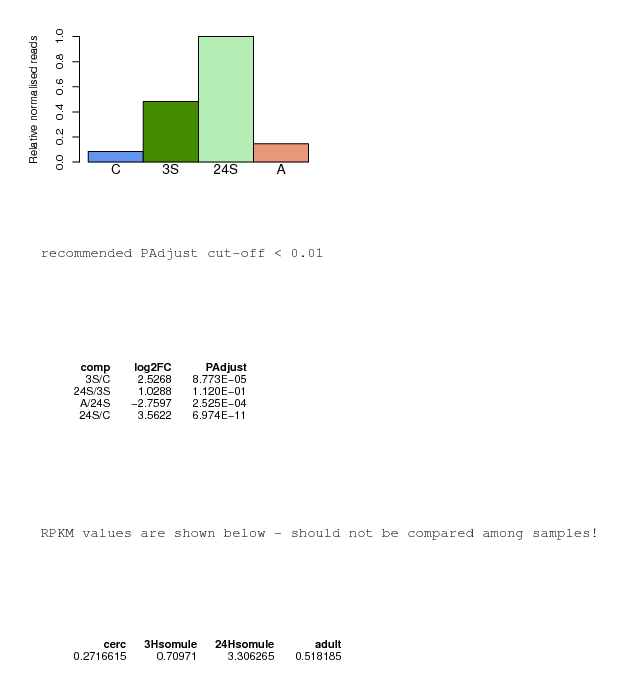 Relative normalised reads
1.0
0.8
0.6
0.4
0.2
0.0
C 3S 24S A
recommended PAdjust cut-off < 0.01
comp log2FC PAdjust
3S/C 2.5268 8.773E−05
24S/3S 1.0288 1.120E−01
A/24S −2.7597 2.525E−04
24S/C 3.5622 6.974E−11
RPKM values are shown below - should not be compared among samples!
cerc 3Hsomule 24Hsomule adult
0.2716615 0.70971 3.306265 0.518185